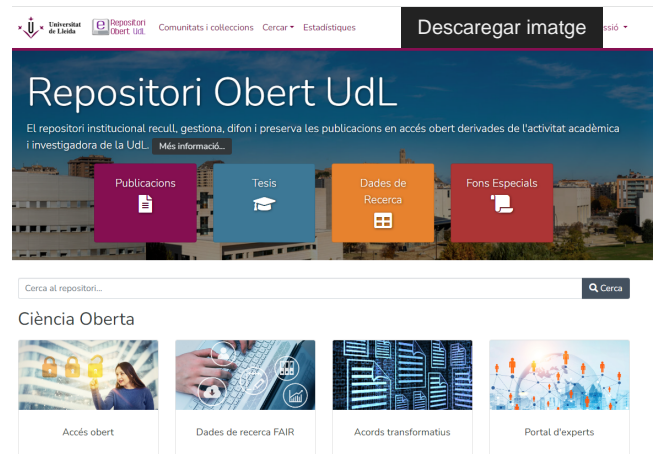 Universitat
de Lleida
Repositori
Obert UdL
Comunitats i col·leccions Cercar Estadístiques
Descaregar imatge
ssió
Repositori Obert UdL
El repositori institucional recull, gestiona, difon i preserva les publicacions en accés obert derivades de l'activitat acadèmica
i investigadora de la UdL. Més informació...
Publicacions
Tesis
Dades de
Recerca
Fons Especials
Cerca al repositori...
Cerca
Ciència Oberta
Accés obert
Dades de recerca FAIR
Acords transformatius
Portal d'experts